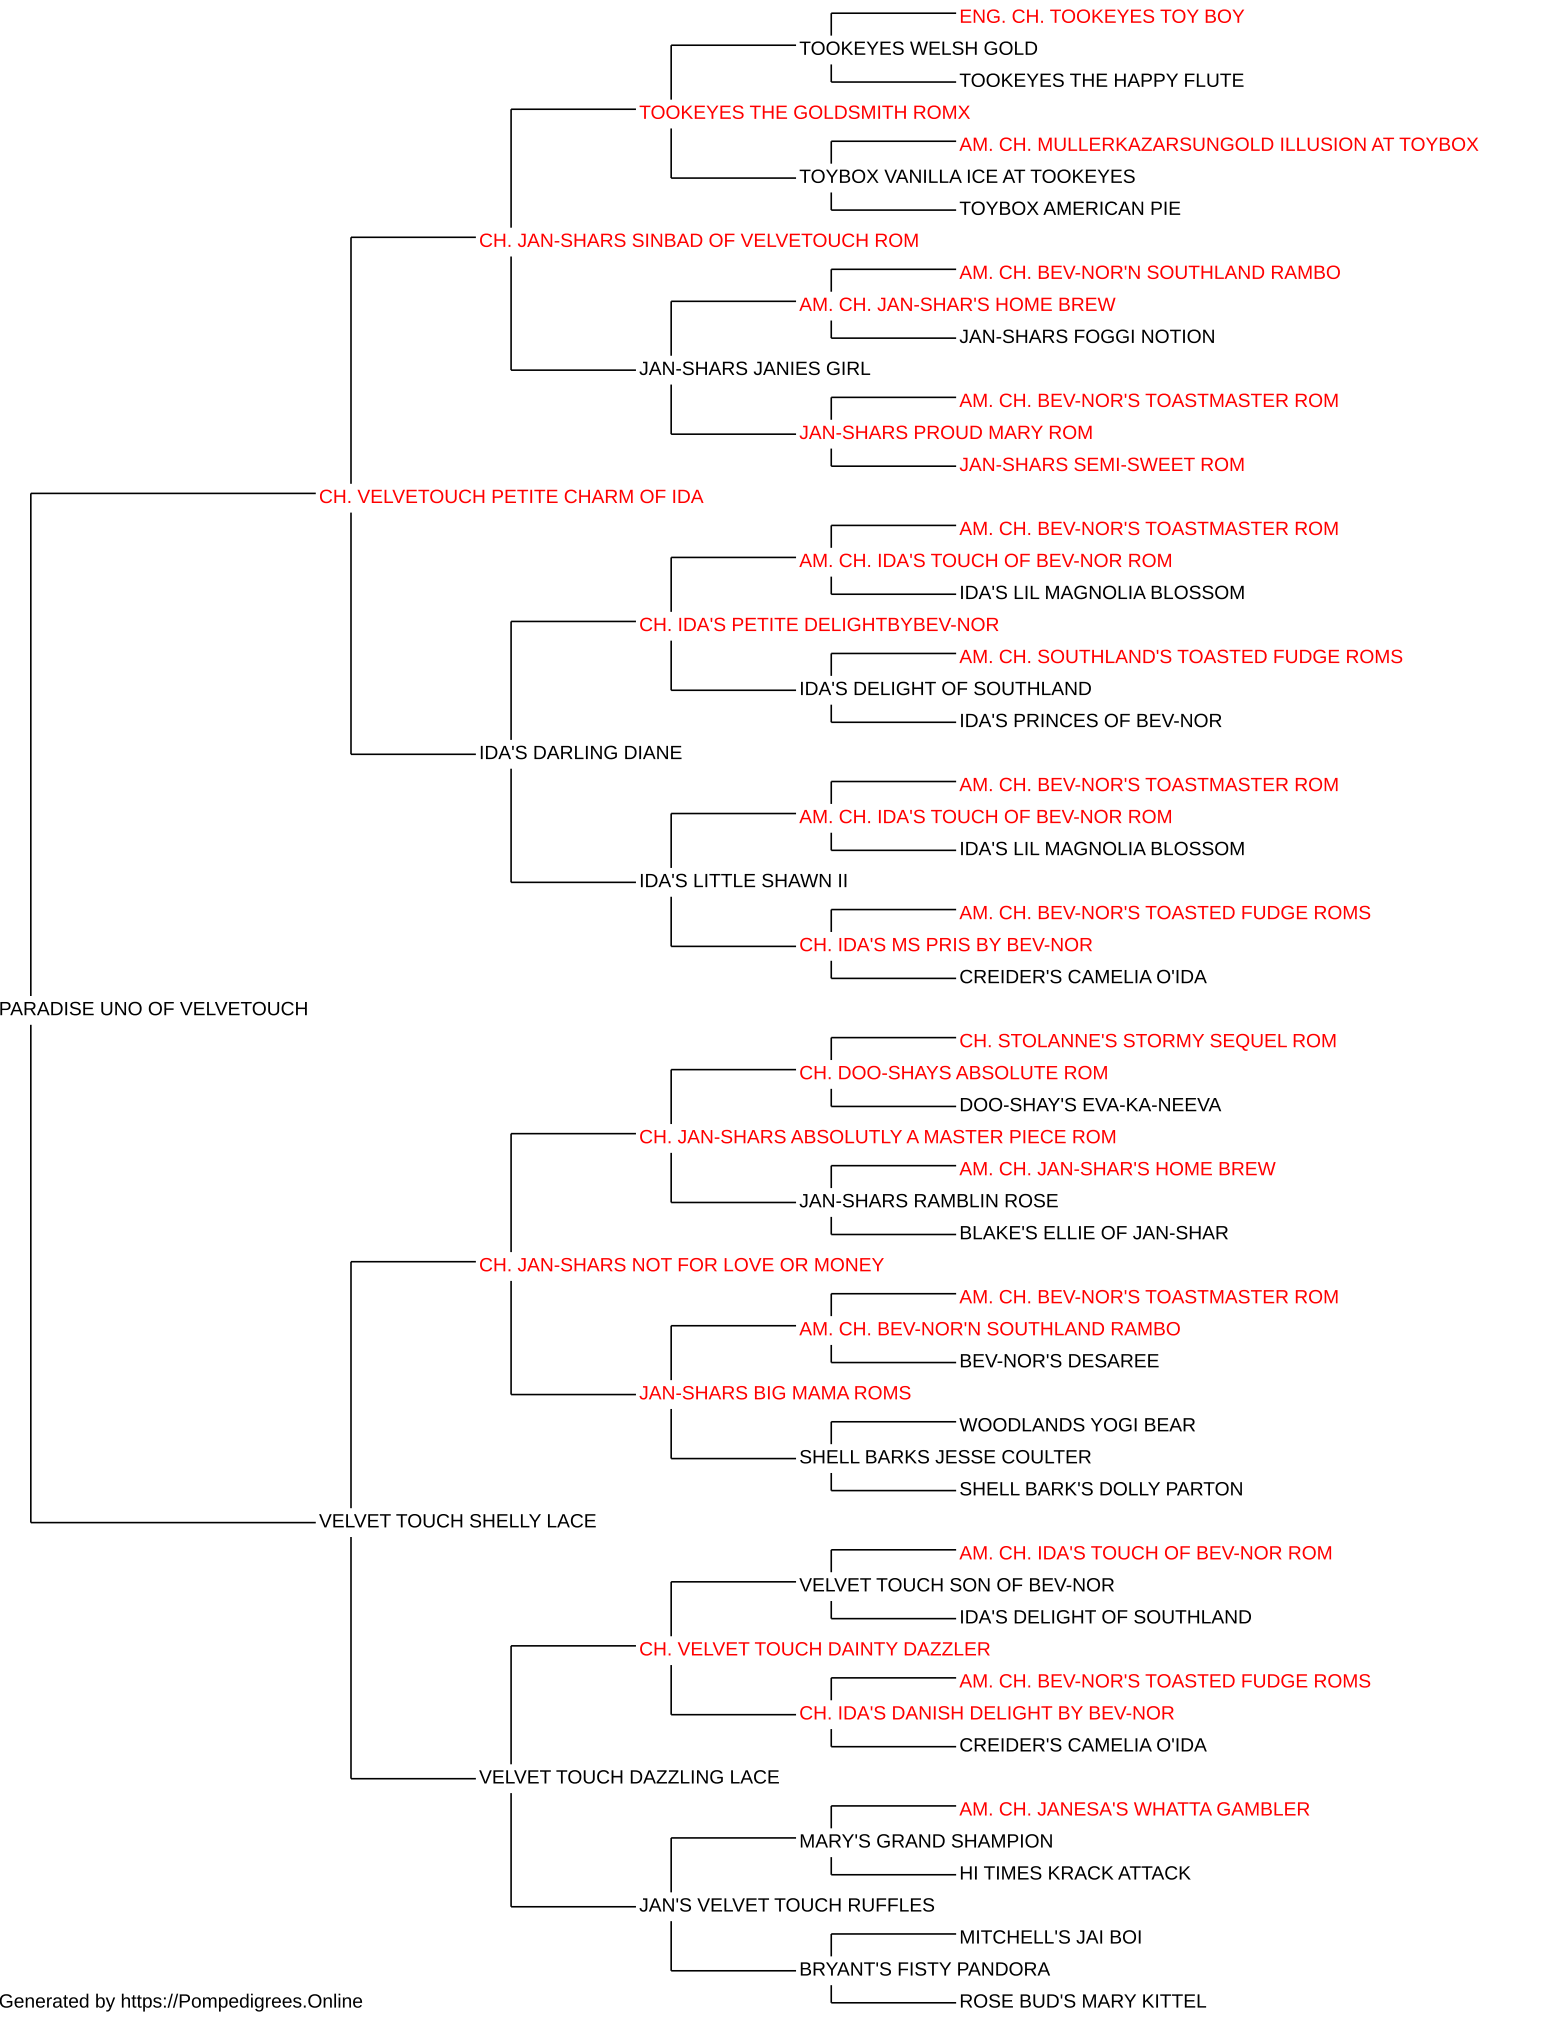 ENG. CH. TOOKEYES TOY BOY
TOOKEYES WELSH GOLD
TOOKEYES THE HAPPY FLUTE
TOOKEYES THE GOLDSMITH ROMX
AM. CH. MULLERKAZARSUNGOLD ILLUSION AT TOYBOX
TOYBOX VANILLA ICE AT TOOKEYES
TOYBOX AMERICAN PIE
CH. JAN-SHARS SINBAD OF VELVETOUCH ROM
AM. CH. BEV-NOR'N SOUTHLAND RAMBO
AM. CH. JAN-SHAR'S HOME BREW
JAN-SHARS FOGGI NOTION
JAN-SHARS JANIES GIRL
AM. CH. BEV-NOR'S TOASTMASTER ROM
JAN-SHARS PROUD MARY ROM
JAN-SHARS SEMI-SWEET ROM
CH. VELVETOUCH PETITE CHARM OF IDA
AM. CH. BEV-NOR'S TOASTMASTER ROM
AM. CH. IDA'S TOUCH OF BEV-NOR ROM
IDA'S LIL MAGNOLIA BLOSSOM
CH. IDA'S PETITE DELIGHTBYBEV-NOR
AM. CH. SOUTHLAND'S TOASTED FUDGE ROMS
IDA'S DELIGHT OF SOUTHLAND
IDA'S PRINCES OF BEV-NOR
IDA'S DARLING DIANE
AM. CH. BEV-NOR'S TOASTMASTER ROM
AM. CH. IDA'S TOUCH OF BEV-NOR ROM
IDA'S LIL MAGNOLIA BLOSSOM
IDA'S LITTLE SHAWN II
AM. CH. BEV-NOR'S TOASTED FUDGE ROMS
CH. IDA'S MS PRIS BY BEV-NOR
CREIDER'S CAMELIA O'IDA
PARADISE UNO OF VELVETOUCH
CH. STOLANNE'S STORMY SEQUEL ROM
CH. DOO-SHAYS ABSOLUTE ROM
DOO-SHAY'S EVA-KA-NEEVA
CH. JAN-SHARS ABSOLUTLY A MASTER PIECE ROM
AM. CH. JAN-SHAR'S HOME BREW
JAN-SHARS RAMBLIN ROSE
BLAKE'S ELLIE OF JAN-SHAR
CH. JAN-SHARS NOT FOR LOVE OR MONEY
AM. CH. BEV-NOR'S TOASTMASTER ROM
AM. CH. BEV-NOR'N SOUTHLAND RAMBO
BEV-NOR'S DESAREE
JAN-SHARS BIG MAMA ROMS
WOODLANDS YOGI BEAR
SHELL BARKS JESSE COULTER
SHELL BARK'S DOLLY PARTON
VELVET TOUCH SHELLY LACE
AM. CH. IDA'S TOUCH OF BEV-NOR ROM
VELVET TOUCH SON OF BEV-NOR
IDA'S DELIGHT OF SOUTHLAND
CH. VELVET TOUCH DAINTY DAZZLER
AM. CH. BEV-NOR'S TOASTED FUDGE ROMS
CH. IDA'S DANISH DELIGHT BY BEV-NOR
CREIDER'S CAMELIA O'IDA
VELVET TOUCH DAZZLING LACE
AM. CH. JANESA'S WHATTA GAMBLER
MARY'S GRAND SHAMPION
HI TIMES KRACK ATTACK
JAN'S VELVET TOUCH RUFFLES
MITCHELL'S JAI BOI
BRYANT'S FISTY PANDORA
ROSE BUD'S MARY KITTEL
Generated by https://Pompedigrees.Online